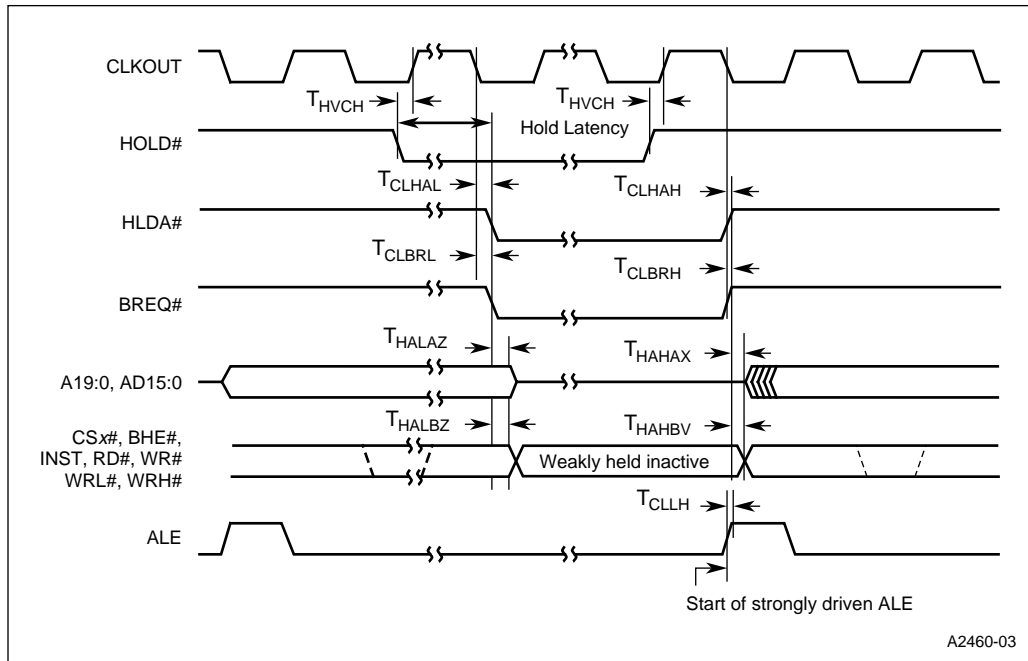 CLKOUT
THVCH
THVCH
Hold Latency
HOLD#
TCLHAL
TCLHAH
HLDA#
TCLBRL
TCLBRH
BREQ#
THALAZ
THAHAX
A19:0, AD15:0
THALBZ
THAHBV
CSx#, BHE#,
INST, RD#, WR#
WRL#, WRH#
Weakly held inactive
TCLLH
ALE
Start of strongly driven ALE
A2460-03